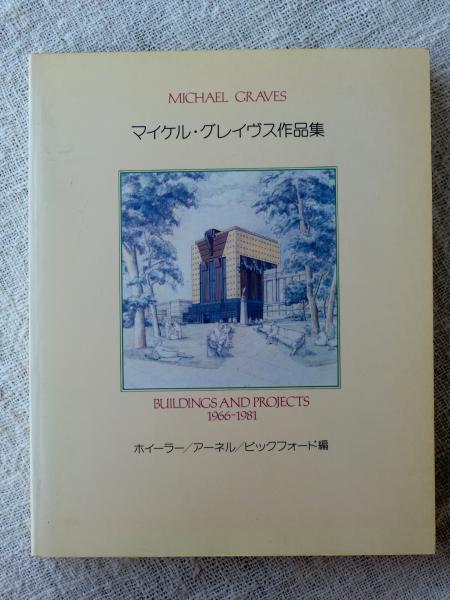 MICHAEL GRAVES
マイケル・グレイヴス作品集
BUILDINGS AND PROJECTS
1966-1981
ホイーラー/アーネル/ビックフォード編